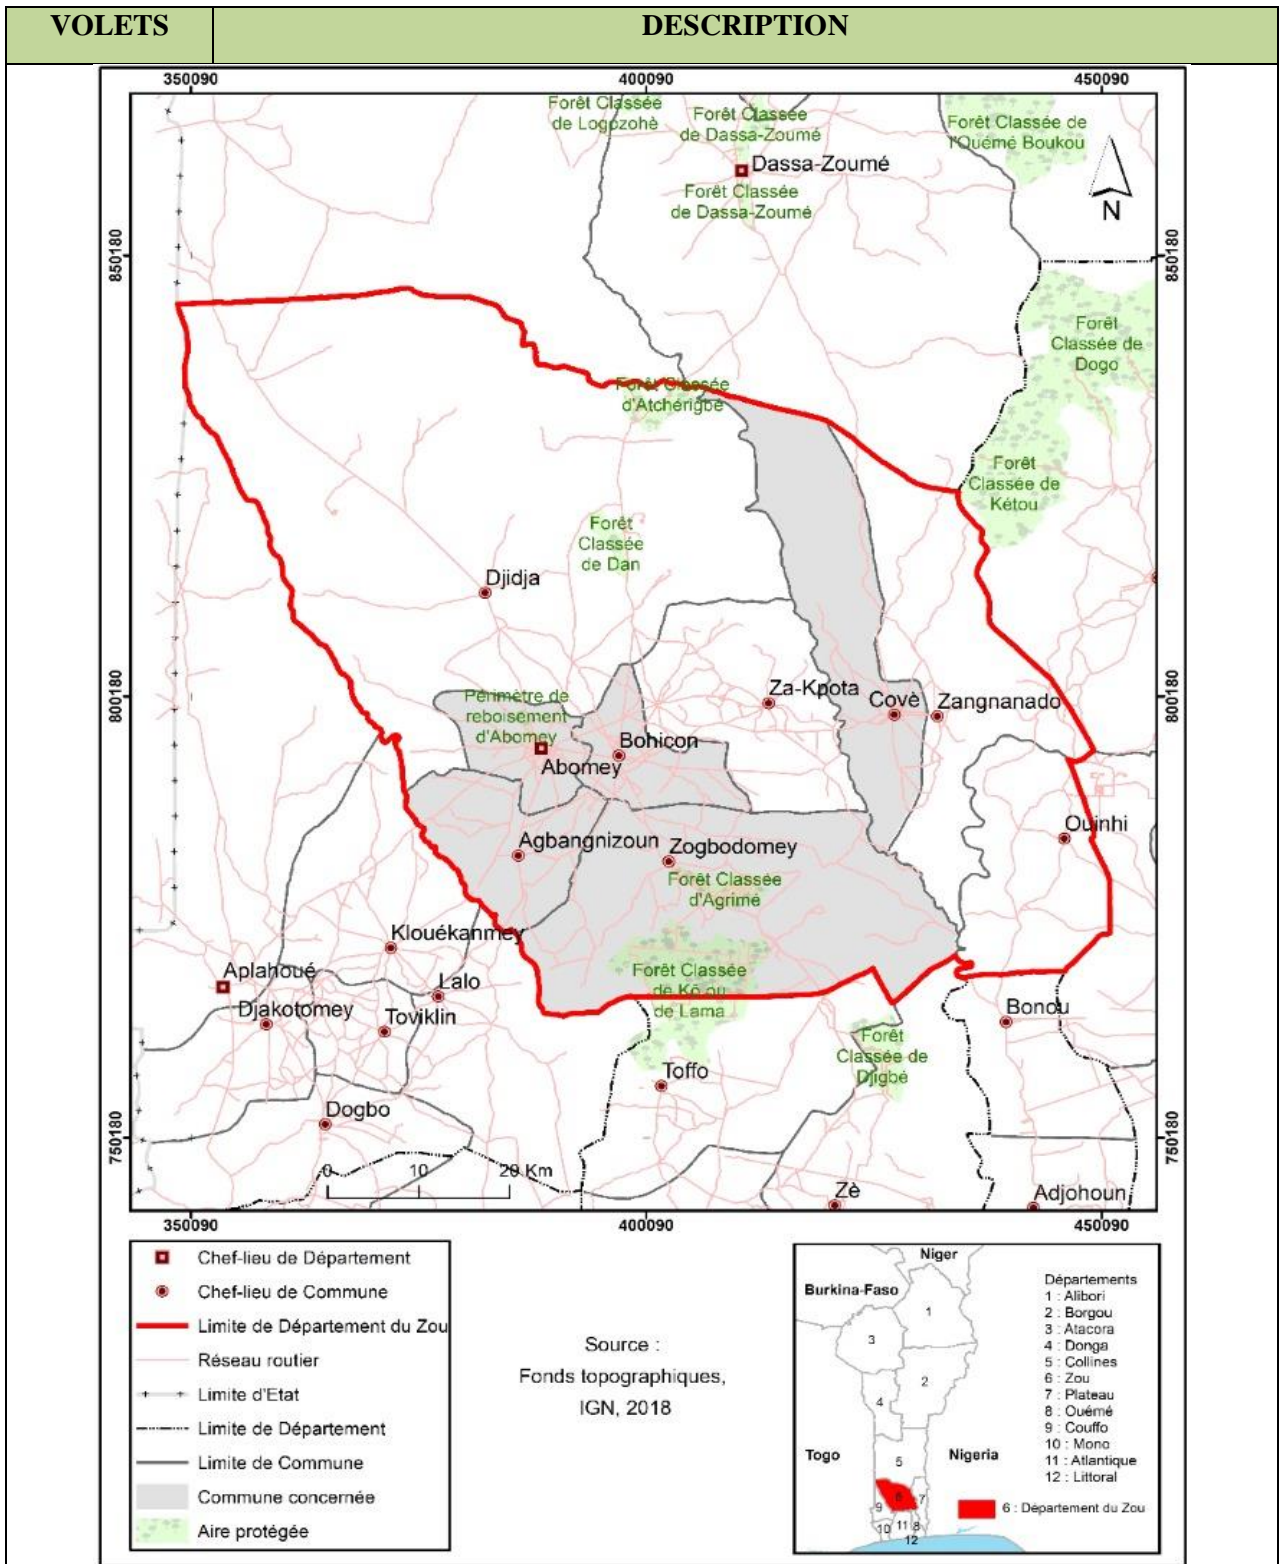 VOLETS DESCRIPTION
350090 400090 450090
Forêt Classée
de Logozohè
Forêt Classée
de Dassa-Zoumé
Forêt Classée de
l'Ouémé Boukou
Dassa-Zoumé
Forêt Classée
de Dassa-Zoumé
N
850180 850180
Forêt
Classée de
Dogo
Forêt Classée
d'Atchérigbé
Forêt
Classée de
Kétou
Forêt
Classée
de Dan
Djidja
800180 800180
Périmètre de
reboisement
d'Abomey
Za-Kpota
Covè
Zangnanado
Bohicon
Abomey
Ouinhi
Agbangnizoun
Zogbodomey
Forêt Classée
d'Agrimé
Klouékanmey
Aplahoué
Forêt Classée
de Kô ou
de Lama
Lalo
Djakotomey
Toviklin
Bonou
Forêt
Classée de
Djigbé
Toffo
Dogbo
750180 750180
0 10 20 Km
Zè
Adjohoun
350090 400090 450090
Chef-lieu de Département
Chef-lieu de Commune
Limite de Département du Zou
Réseau routier
Limite d'Etat
Limite de Département
Limite de Commune
Commune concernée
Aire protégée
Source :
Fonds topographiques,
IGN, 2018
Niger
Burkina-Faso
Togo
Nigeria
1
2
3
4
5
6
7
9
10
11
8
12
Départements
1 : Alibori
2 : Borgou
3 : Atacora
4 : Donga
5 : Collines
6 : Zou
7 : Plateau
8 : Ouémé
9 : Couffo
10 : Mono
11 : Atlantique
12 : Littoral
6 : Département du Zou